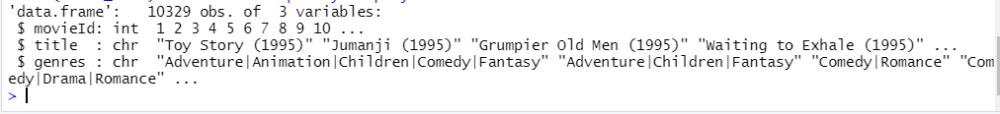 'data.frame':   10329 obs. of  3 variables:
 $ movieId: int  1 2 3 4 5 6 7 8 9 10 ...
 $ title  : chr  "Toy Story (1995)" "Jumanji (1995)" "Grumpier Old Men (1995)" "Waiting to Exhale (1995)" ...
 $ genres : chr  "Adventure|Animation|Children|Comedy|Fantasy" "Adventure|Children|Fantasy" "Comedy|Romance" "Com
edy|Drama|Romance" ...
>